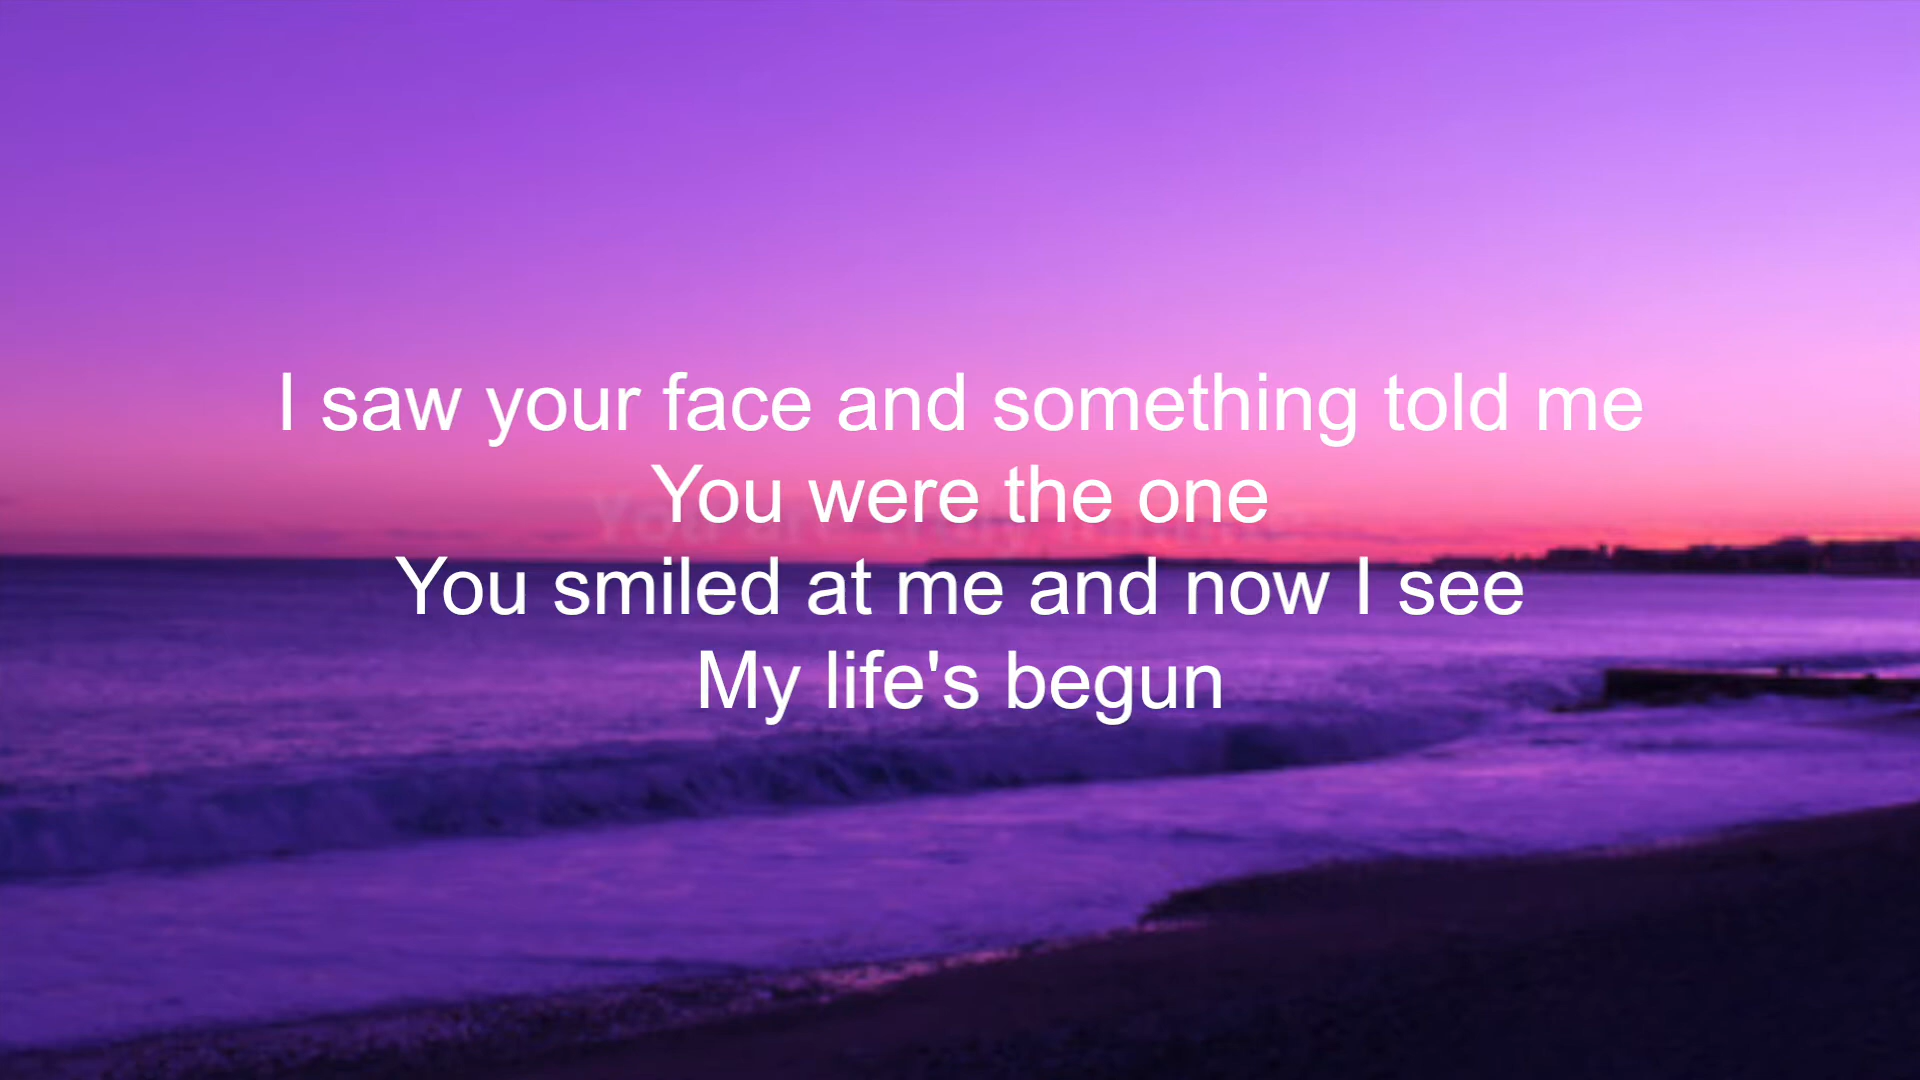 I saw your face and something told me
You were the one
You smiled at me and now I see
My life's begun